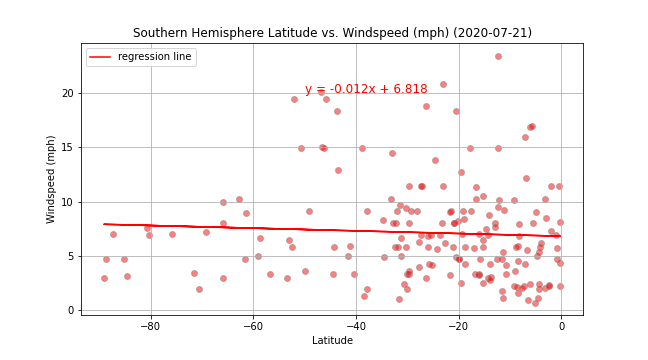 Southern Hemisphere Latitude vs. Windspeed (mph) (2020-07-21)
regression line
y = -0.012x + 6.818
Windspeed (mph)
20
15
10
5
0
−80
−60
−40
−20
0
Latitude